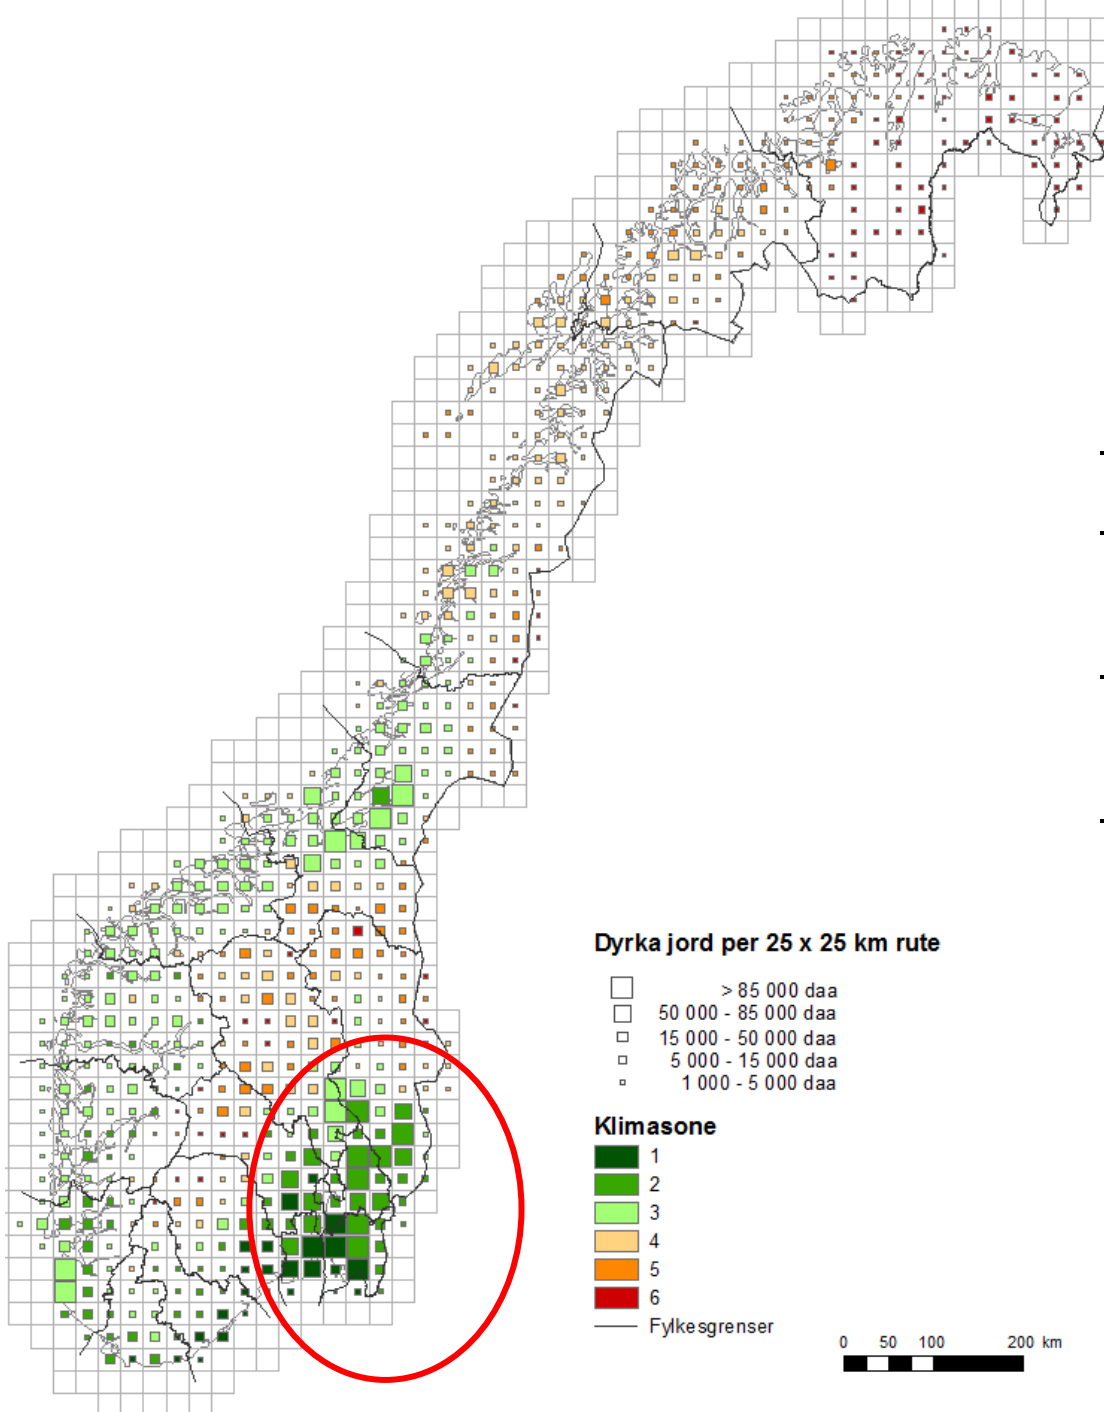 Dyrka jord per 25 x 25 km rute
> 85 000 daa
50 000 - 85 000 daa
15 000 - 50 000 daa
5 000 - 15 000 daa
1 000 - 5 000 daa
Klimasone
1
2
3
4
5
6
Fylkesgrenser
0 50 100 200 km